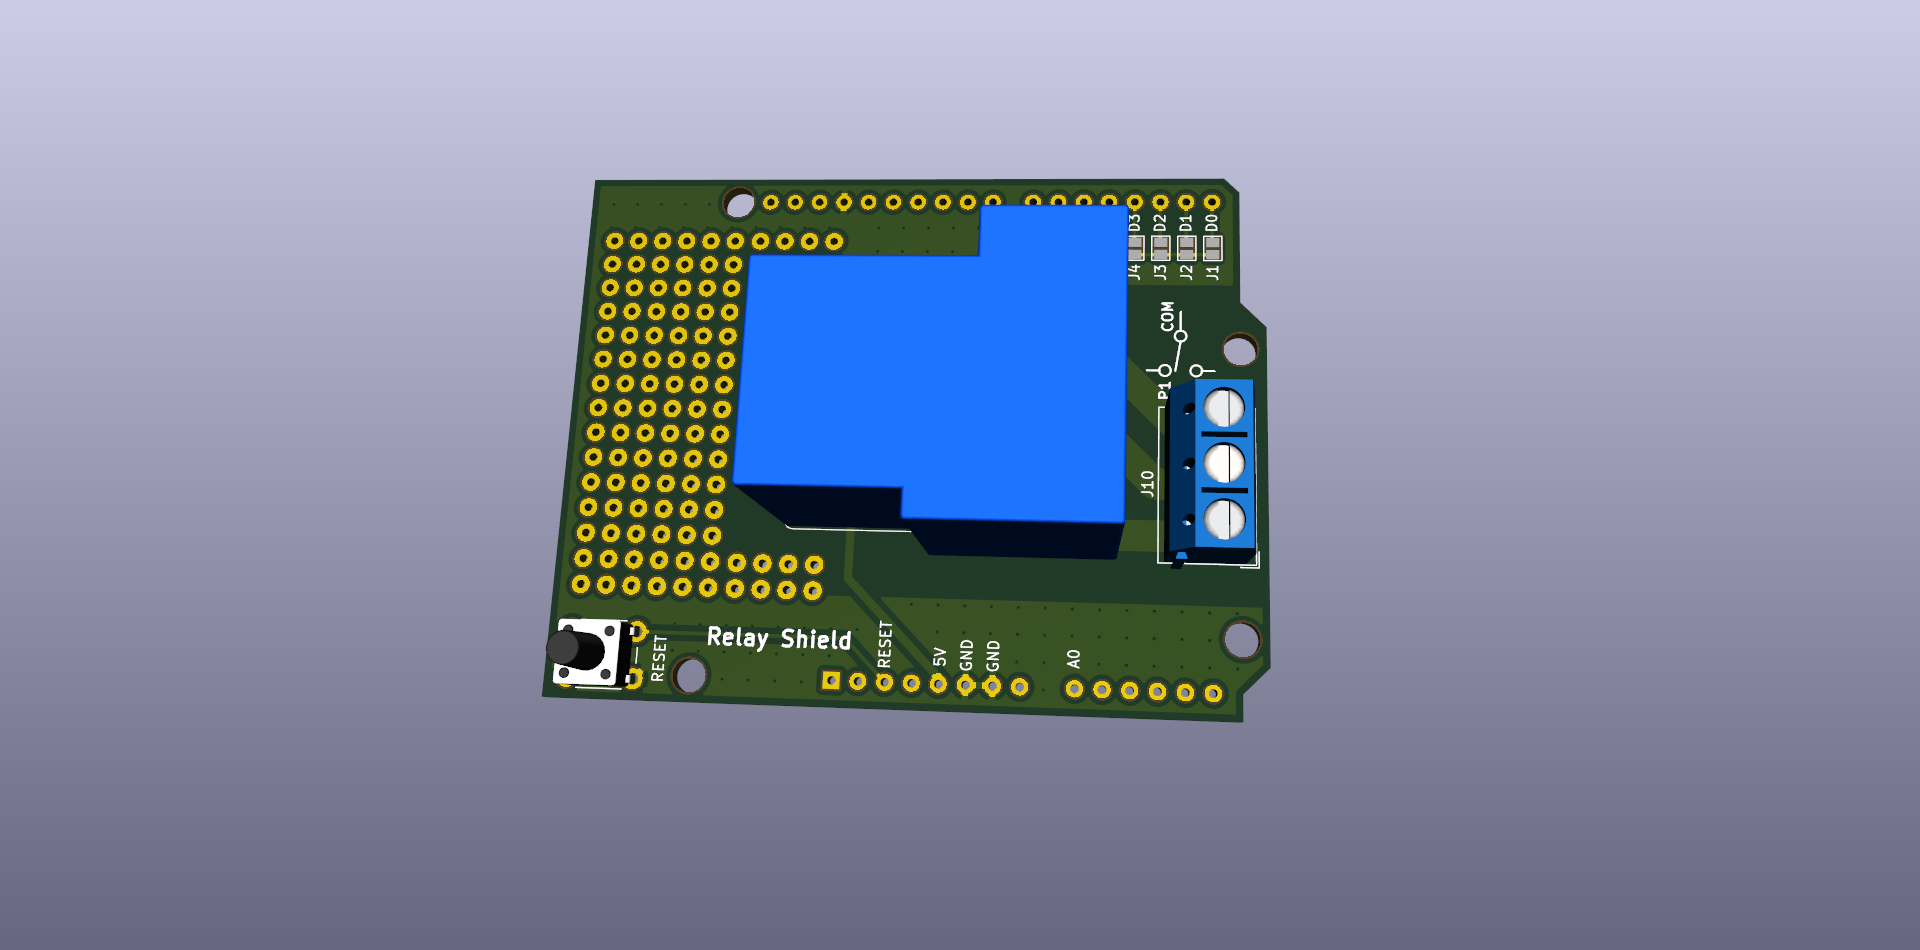 D3 D2 D1 D0
J4 J3 J2 J1
COM
P1
J10
Relay Shield
RESET
RESET
5V
GND
GND
A0